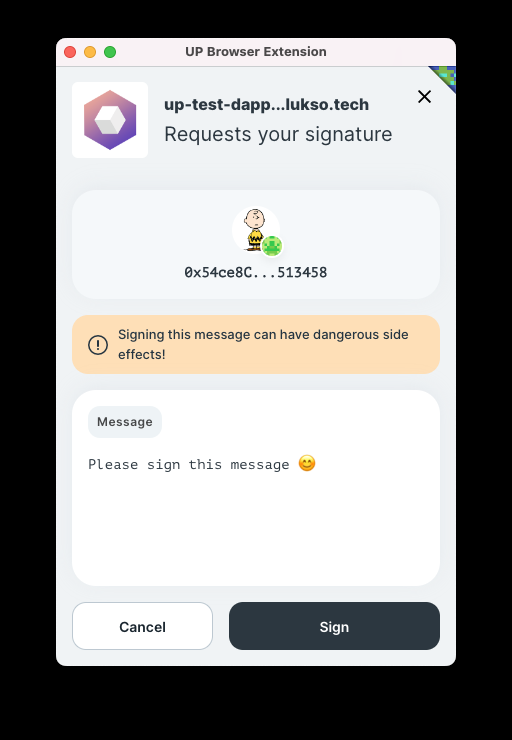 UP Browser Extension
up-test-dapp...lukso.tech
Requests your signature
0x54ce8C...513458
Signing this message can have dangerous side
effects!
Message
Please sign this message 😊
Cancel
Sign